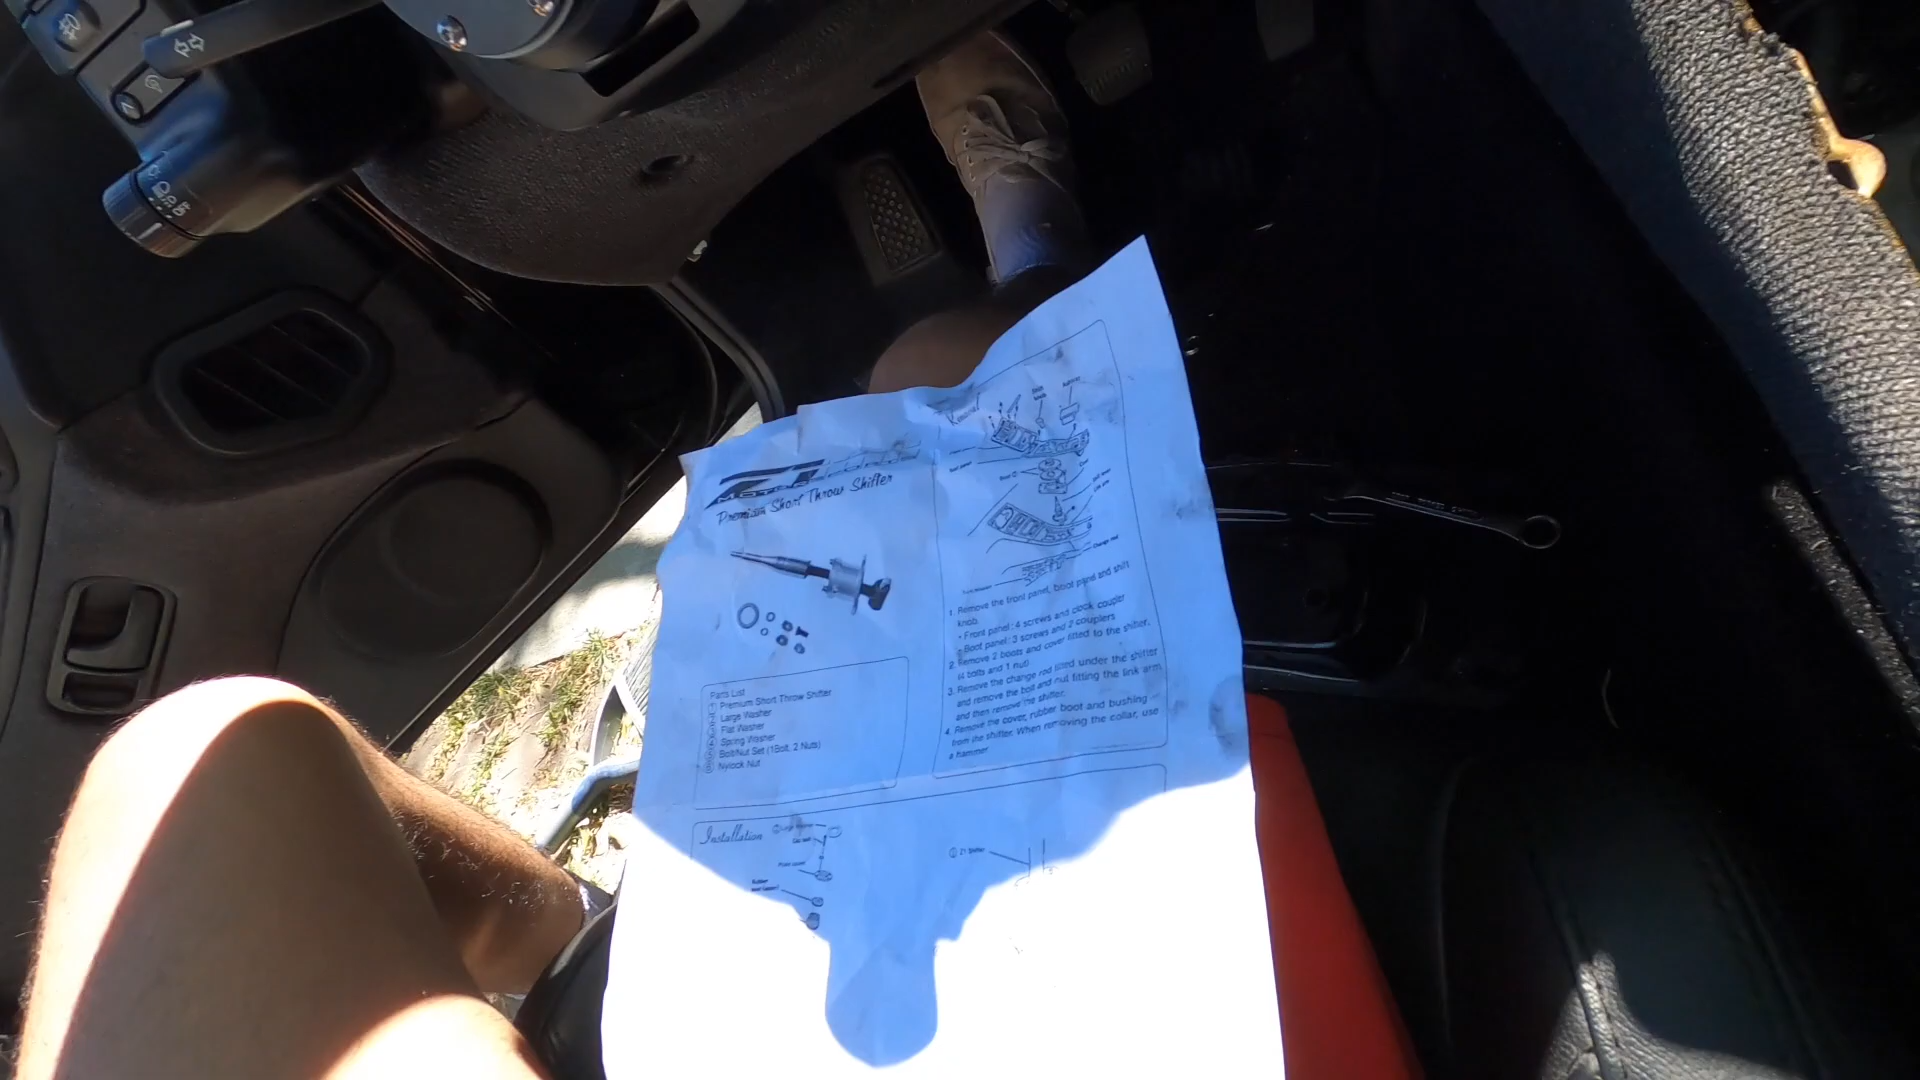 Z1
MOTORSPORTS
Premium Short Throw Shifter
Parts List
Premium Short Throw Shifter
Large Washer
Flat Washer
Spring Washer
Bolt/Nut Set (1Bolt, 2 Nuts)
Nylock Nut
Removal
Change rod
1. Remove the front panel, boot panel and shift
knob.
• Front panel: 4 screws and clock coupler
• Boot panel: 3 screws and 2 couplers
2. Remove 2 boots and cover fitted to the shifter.
(4 bolts and 1 nut)
3. Remove the change rod fitted under the shifter
and remove the bolt and nut fitting the link arm
and then remove the shifter.
4. Remove the cover, rubber boot and bushing
from the shifter. When removing the collar, use
a hammer.
Installation
Rubber
Z1 Shifter